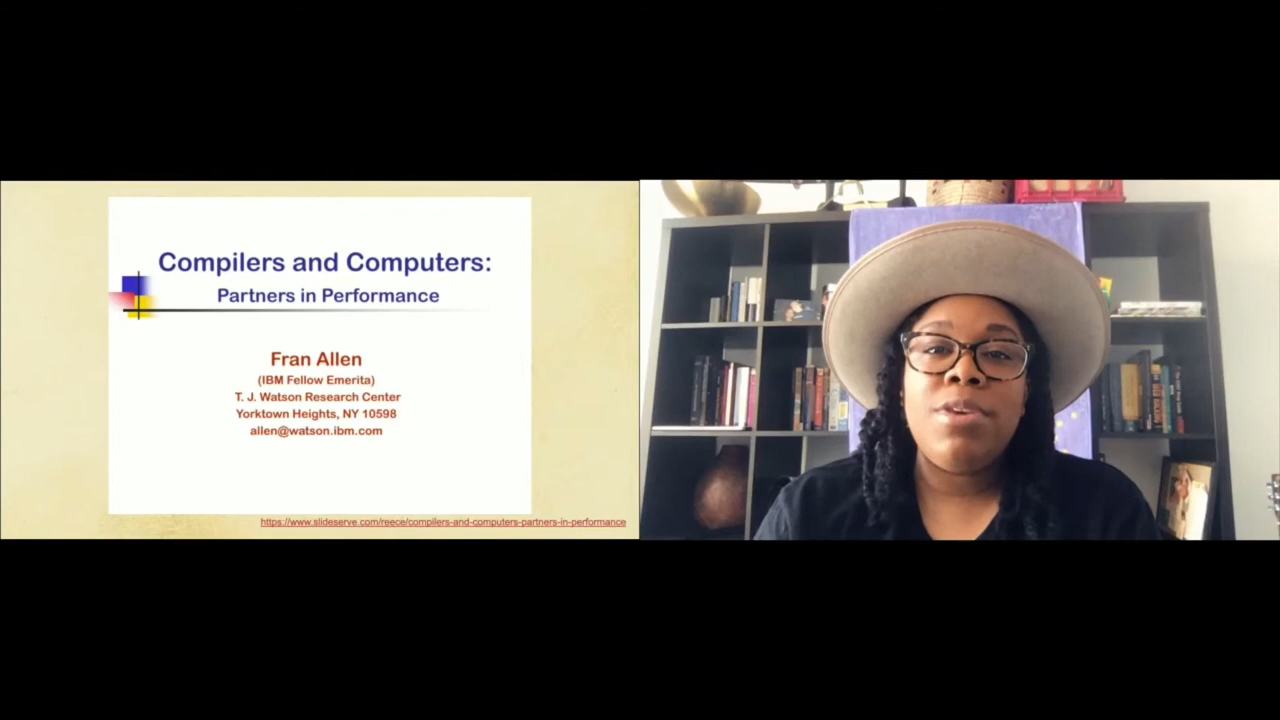 Compilers and Computers:
Partners in Performance
Fran Allen
(IBM Fellow Emerita)
T. J. Watson Research Center
Yorktown Heights, NY 10598
allen@watson.ibm.com
https://www.slideserve.com/reece/compilers-and-computers-partners-in-performance